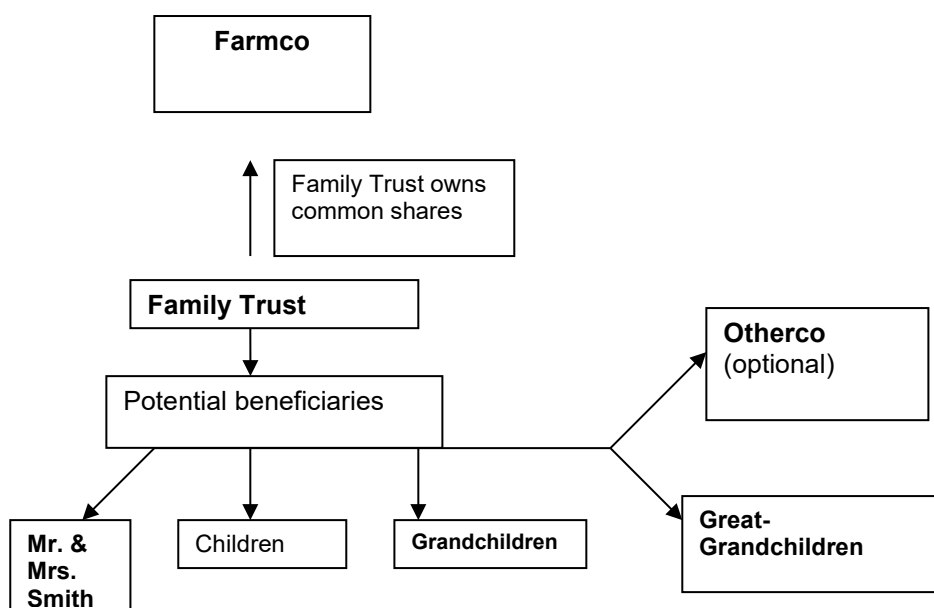 Farmco
Family Trust owns
common shares
Family Trust
Otherco
(optional)
Potential beneficiaries
Mr. &
Mrs.
Smith
Children
Grandchildren
Great-
Grandchildren